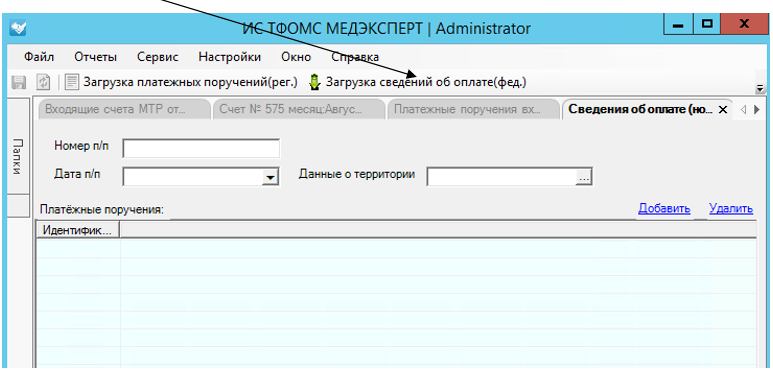 ИС ТФОМС МЕДЭКСПЕРТ | Administrator
Файл Отчеты Сервис Настройки Окно Справка
Загрузка платежных поручений(рег.) Загрузка сведений об оплате(фед.)
Входящие счета МТР от... Счет № 575 месяц:Авгус... Платежные поручения вх... Сведения об оплате (но...
Папки
Номер п/п
Дата п/п Данные о территории ...
Платёжные поручения: Добавить Удалить
Идентифик...